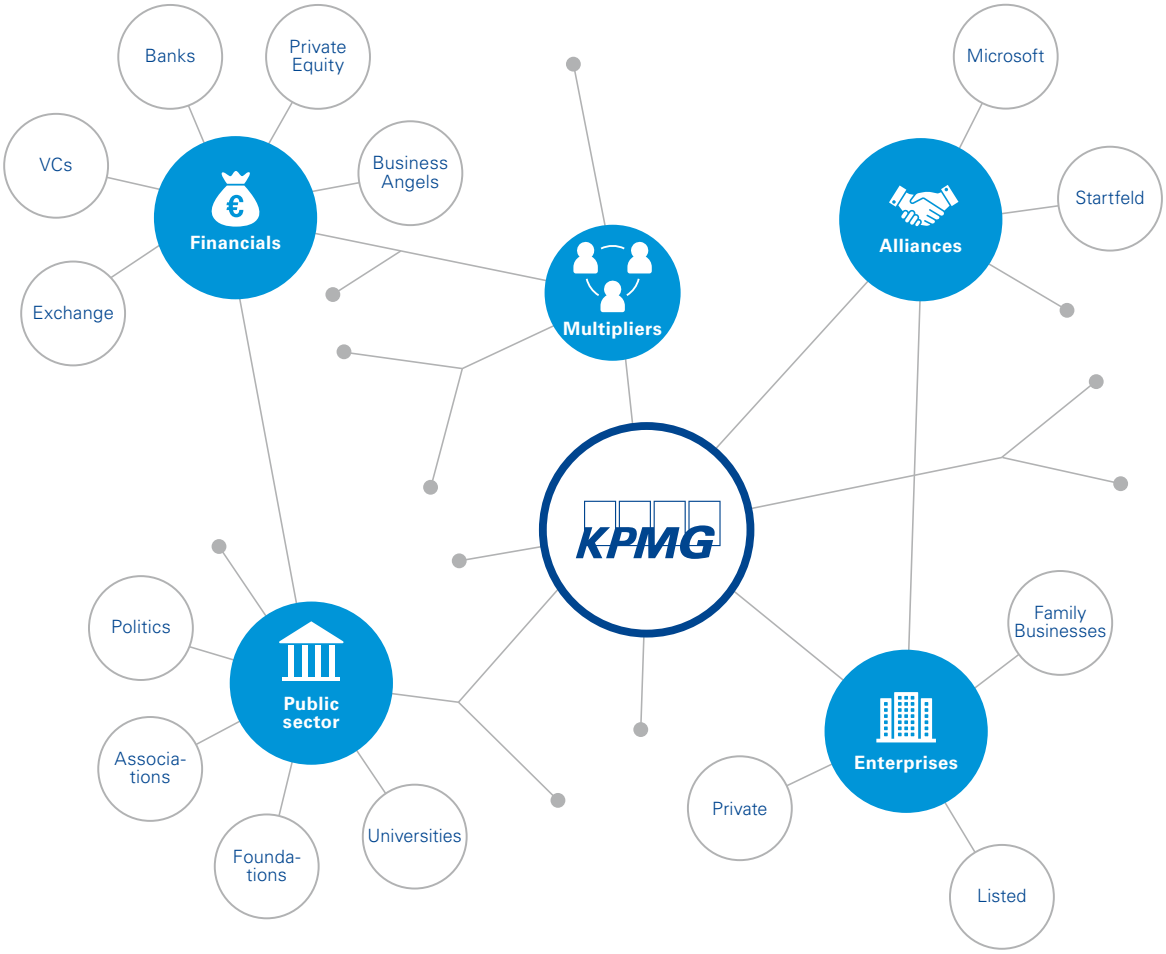 Banks
Private
Equity
VCs
Business
Angels
€
Financials
Exchange
Multipliers
Microsoft
Startfeld
Alliances
KPMG
Politics
Public
sector
Associa-
tions
Founda-
tions
Universities
Family
Businesses
Enterprises
Private
Listed